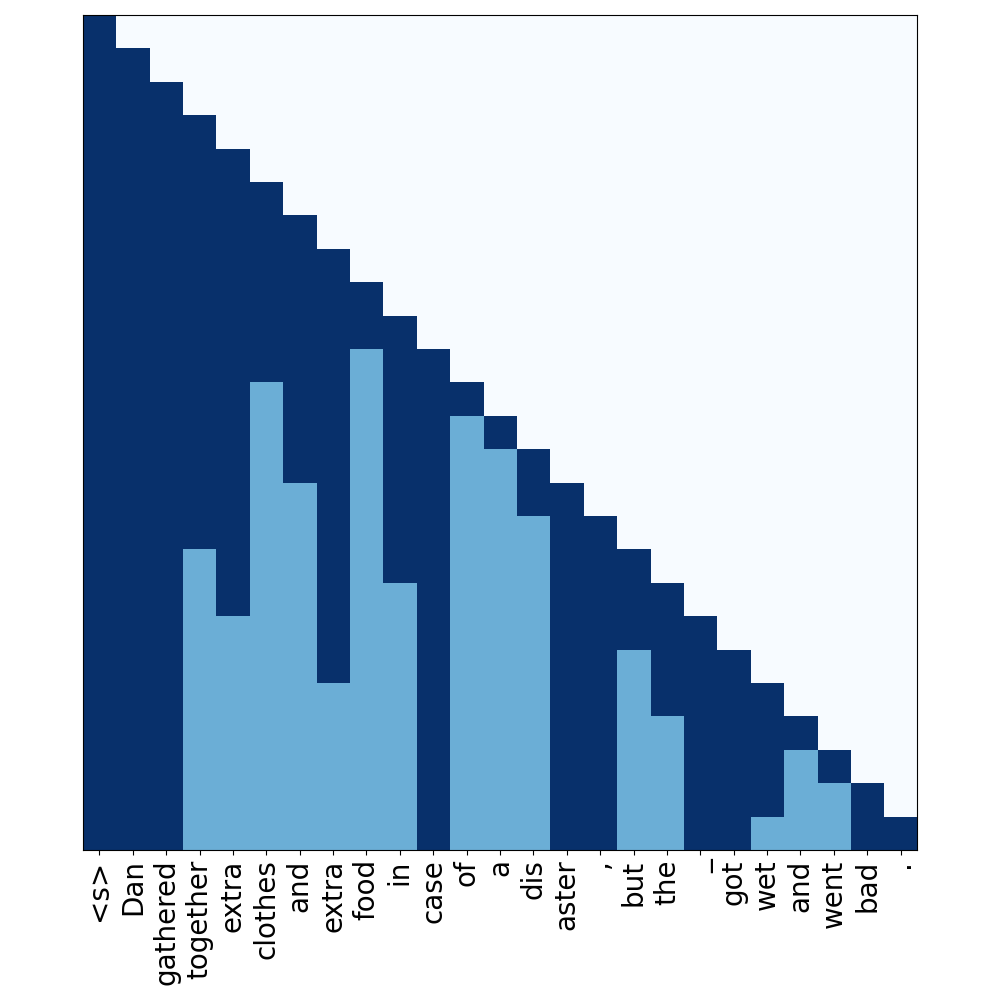 <s>
Dan
gathered
together
extra
clothes
and
extra
food
in
case
of
a
dis
aster
,
but
the
_
got
wet
and
went
bad
.